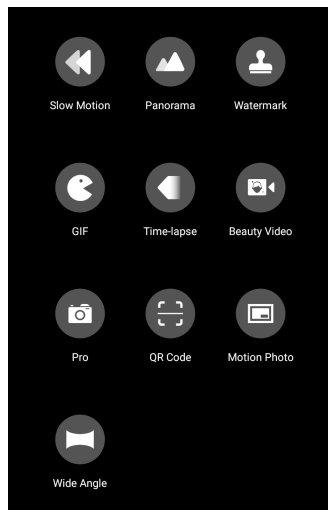 Slow Motion
Panorama
Watermark
GIF
Time-lapse
Beauty Video
Pro
QR Code
Motion Photo
Wide Angle